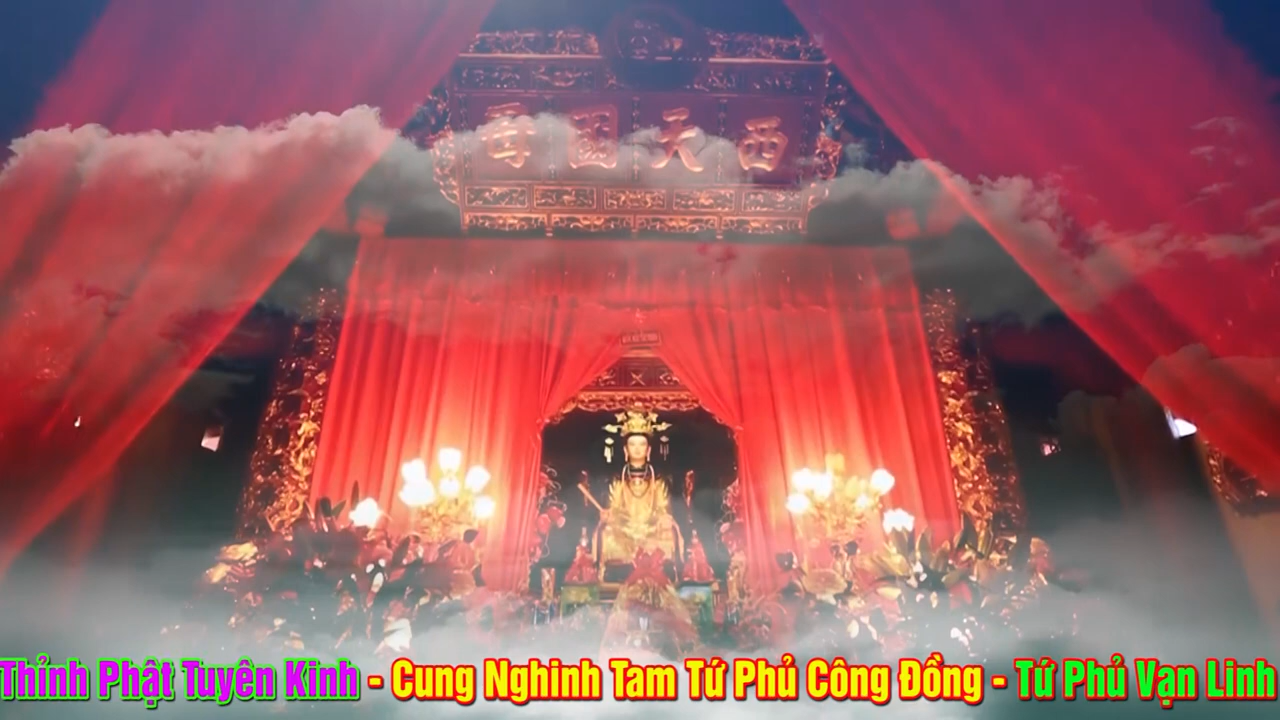 西天國母
Thỉnh Phật Tuyên Kinh - Cung Nghinh Tam Tứ Phủ Công Đồng - Tứ Phủ Vạn Linh